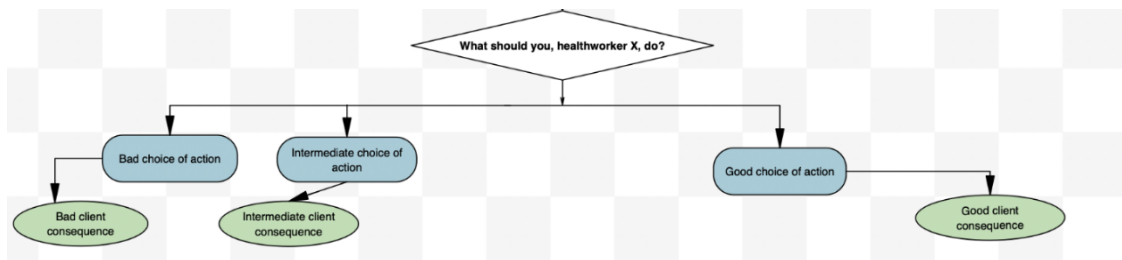 What should you, healthworker X, do?
Bad choice of action
Intermediate choice of
action
Good choice of action
Bad client
consequence
Intermediate client
consequence
Good client
consequence